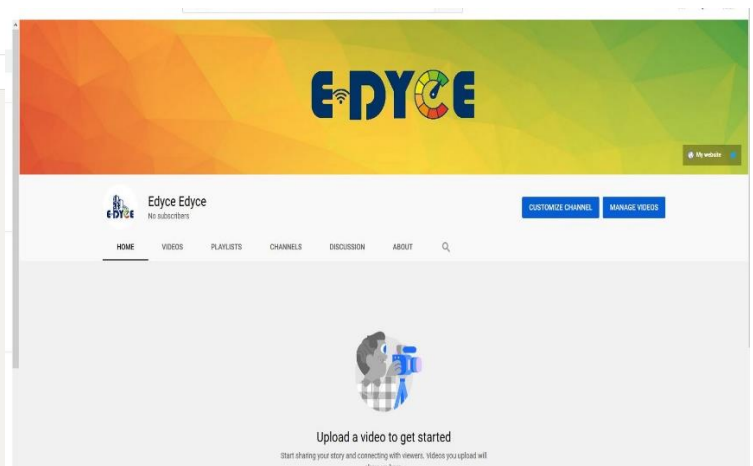 E-DYCE
My website
E-DYCE
Edyce Edyce
No subscribers
CUSTOMIZE CHANNEL MANAGE VIDEOS
HOME VIDEOS PLAYLISTS CHANNELS DISCUSSION ABOUT
Upload a video to get started
Start sharing your story and connecting with viewers. Videos you upload will